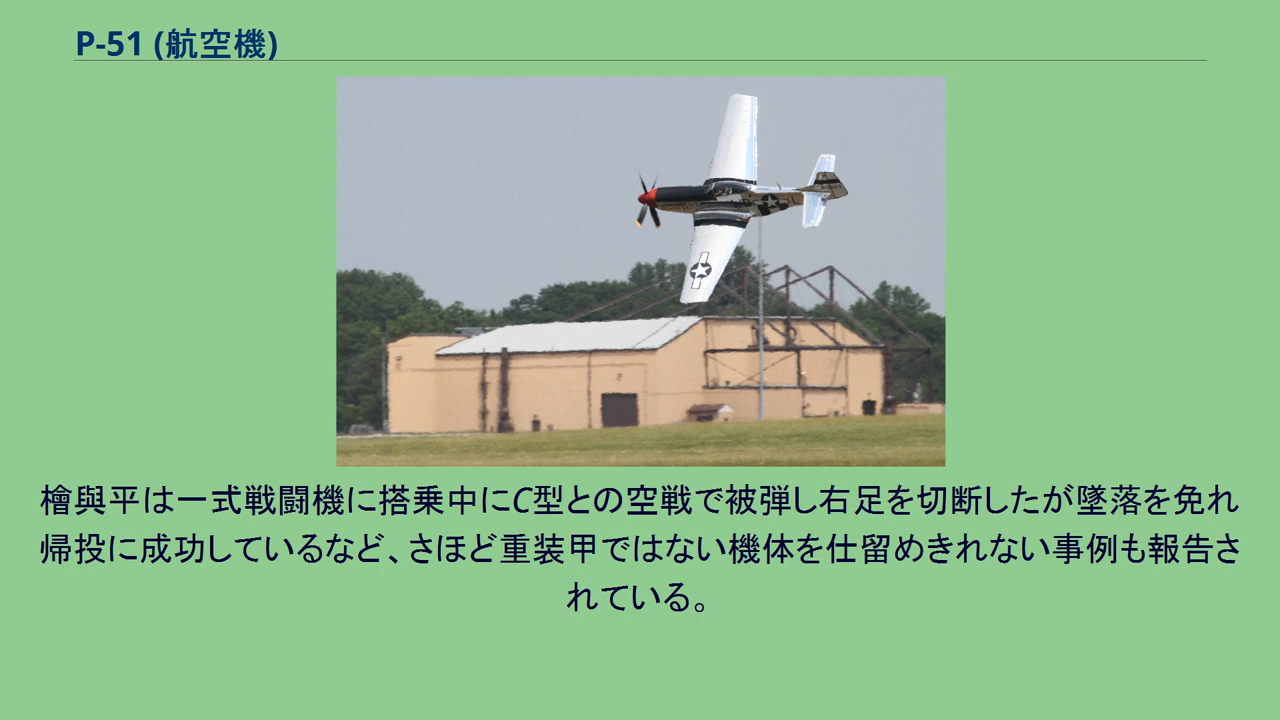 P-51 (航空機)
檜與平は一式戦闘機に搭乗中にC型との空戦で被弾し右足を切断したが墜落を免れ
帰投に成功しているなど、さほど重装甲ではない機体を仕留めきれない事例も報告さ
れている。